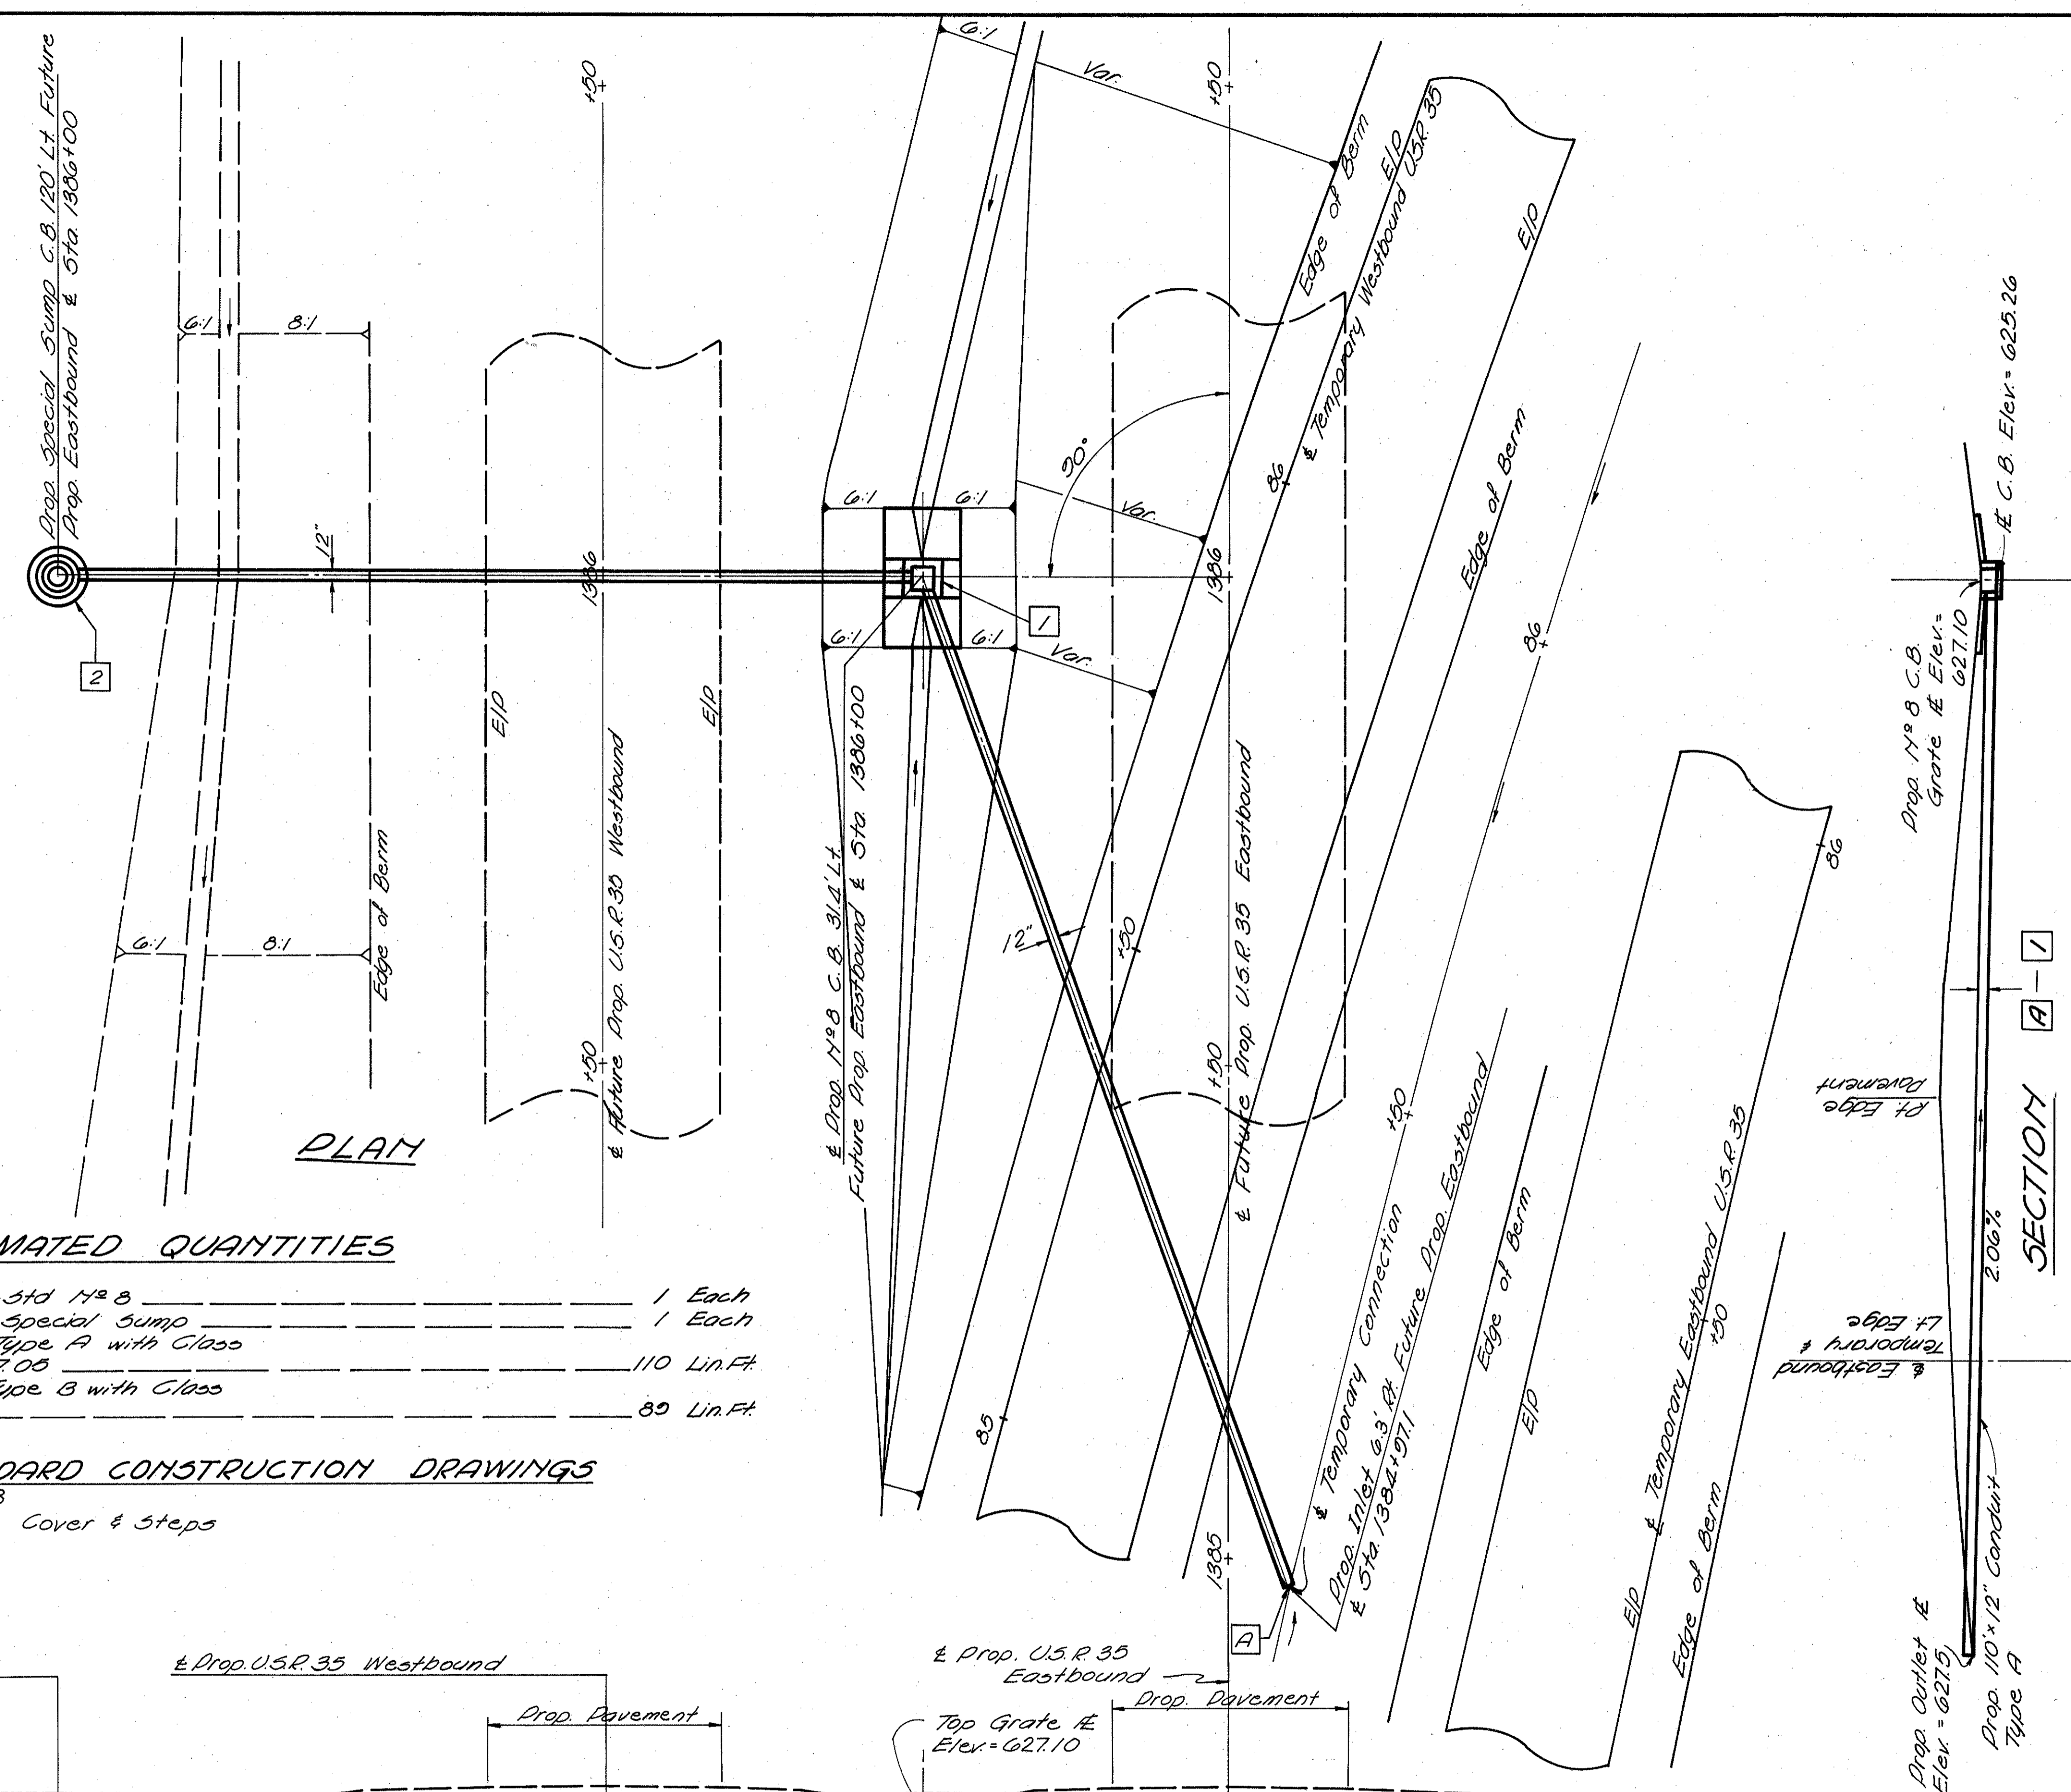 Prop. Special Sump C.B. 120' Lt. Future
Prop. Eastbound ℄ Sta. 1386+00
6:1
8:1
12"
2
6:1
8:1
Edge of Berm
E/P
E/P
+50
1386
+50
℄ Future Prop. U.S.R. 35 Westbound
PLAN
6:1
Var.
6:1
6:1
Var.
6:1
6:1
Var.
1
90°
+50
1386
+50
1385
℄ Future Prop. U.S.R. 35 Eastbound
Edge of Berm
E/P
℄ Temporary Westbound U.S.R. 35
E/P
Edge of Berm
86
+50
85
12"
℄ Prop. Nº 8 C.B. 31.4' Lt.
Future Prop. Eastbound ℄ Sta. 1386+00
86
+50
℄ Temporary Connection
Prop. Inlet 6.3' Rt. Future Prop. Eastbound
℄ Sta. 1384+97.1
A
Edge of Berm
E/P
℄ Temporary Eastbound U.S.R. 35
86
+50
E/P
Edge of Berm
MATED QUANTITIES
Std Nº 8 1 Each
Special Sump 1 Each
Type A with Class
7.05 110 Lin.Ft.
ype B with Class
89 Lin.Ft.
DARD CONSTRUCTION DRAWINGS
Cover & Steps
℄ Prop. U.S.R. 35 Westbound
Prop. Pavement
℄ Prop. U.S.R. 35
Eastbound
Prop. Pavement
Top Grate ⅊
Elev.=627.10
⅊ C.B. Elev.= 625.26
Prop. Nº 8 C.B.
Grate ⅊ Elev.=
627.10
Rt. Edge
Pavement
2.06%
℄ Eastbound
Temporary &
Lt Edge
A - 1
SECTION
Prop. Outlet ⅊
Elev.= 627.5
Prop. 110'x12" Conduit
Type A